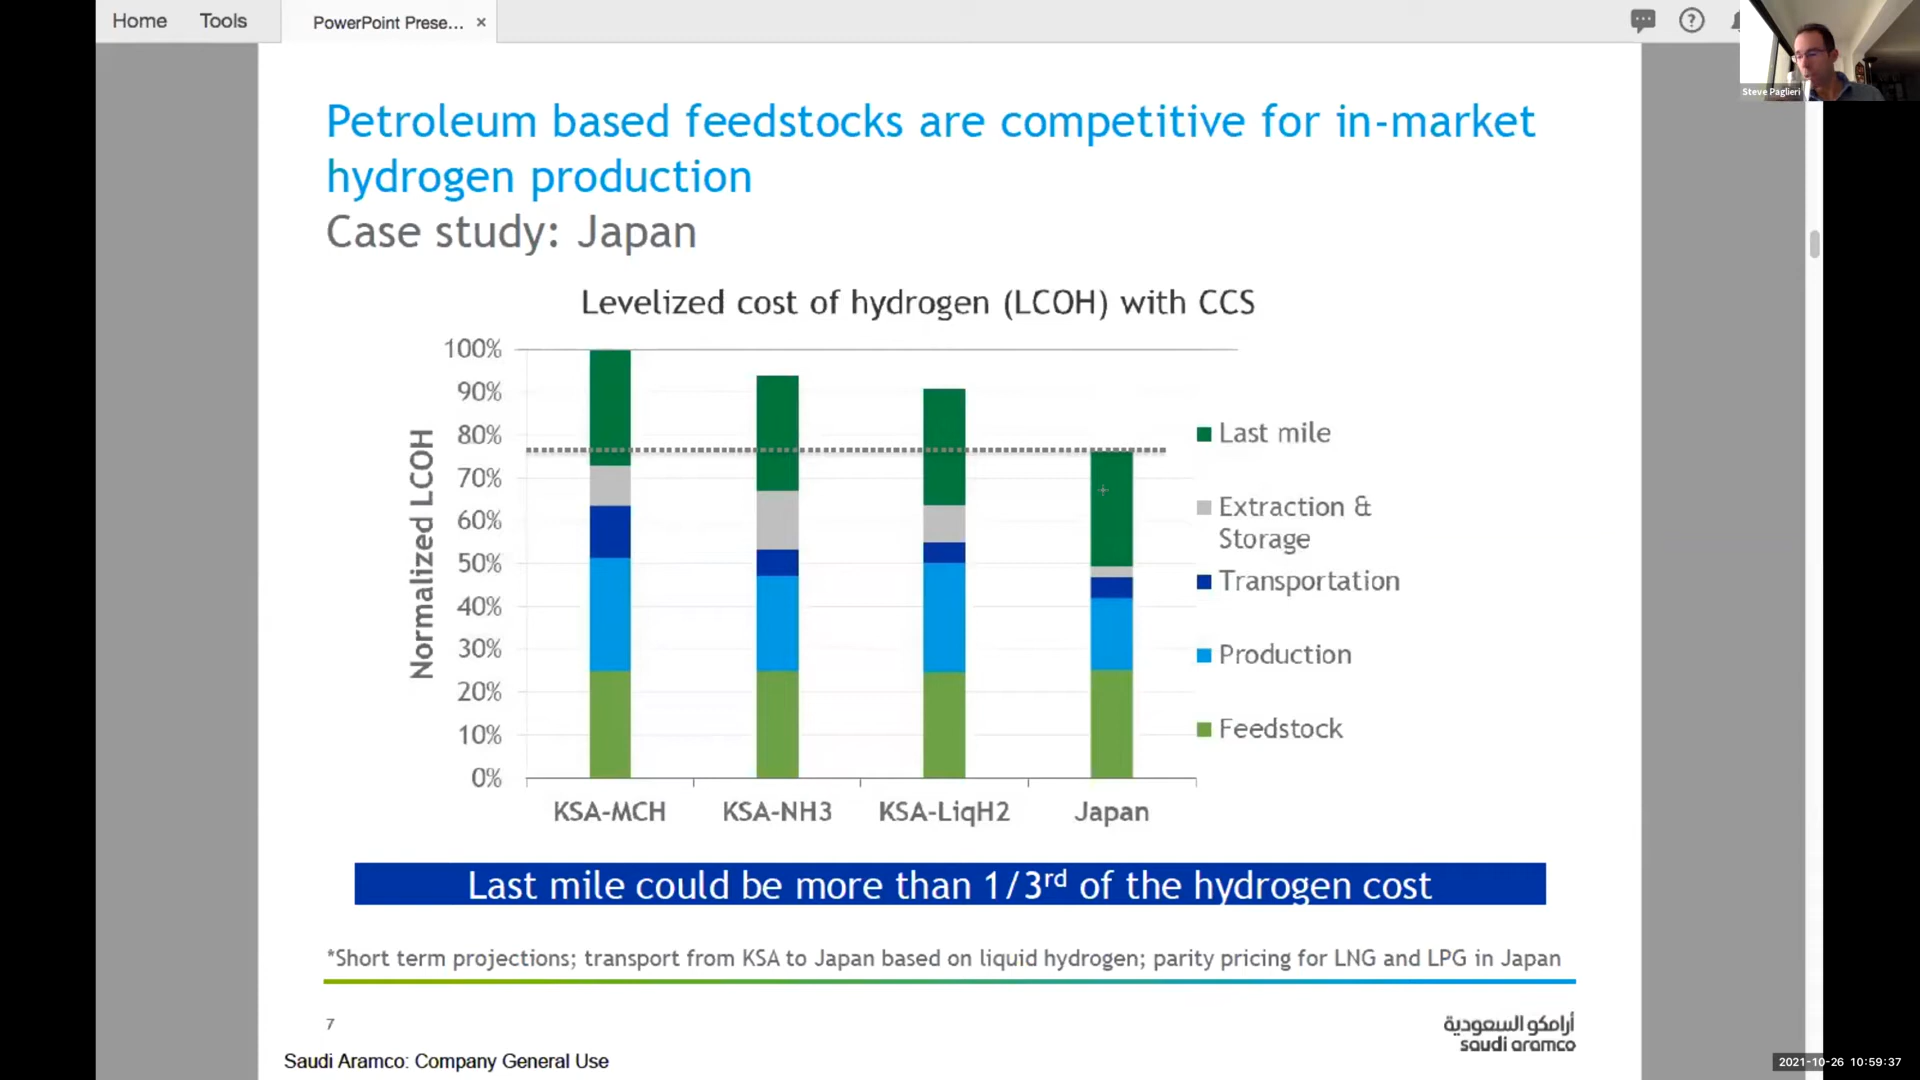 Home Tools PowerPoint Prese... ×
Steve Paglieri
Petroleum based feedstocks are competitive for in-market
hydrogen production
Case study: Japan
Levelized cost of hydrogen (LCOH) with CCS
Normalized LCOH
100%
90%
80%
70%
60%
50%
40%
30%
20%
10%
0%
KSA-MCH KSA-NH3 KSA-LiqH2 Japan
Last mile
Extraction &
Storage
Transportation
Production
Feedstock
Last mile could be more than 1/3rd of the hydrogen cost
*Short term projections; transport from KSA to Japan based on liquid hydrogen; parity pricing for LNG and LPG in Japan
7
أرامكو السعودية
saudi aramco
Saudi Aramco: Company General Use
2021-10-26 10:59:37